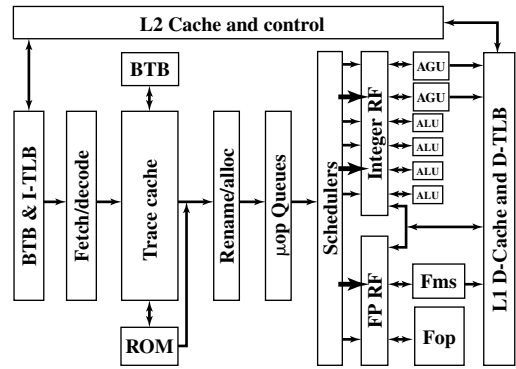 L2 Cache and control
BTB
BTB & I-TLB
Fetch/decode
Trace cache
Rename/alloc
μop Queues
Schedulers
Integer RF
AGU
AGU
ALU
ALU
ALU
ALU
L1 D-Cache and D-TLB
FP RF
Fms
Fop
ROM